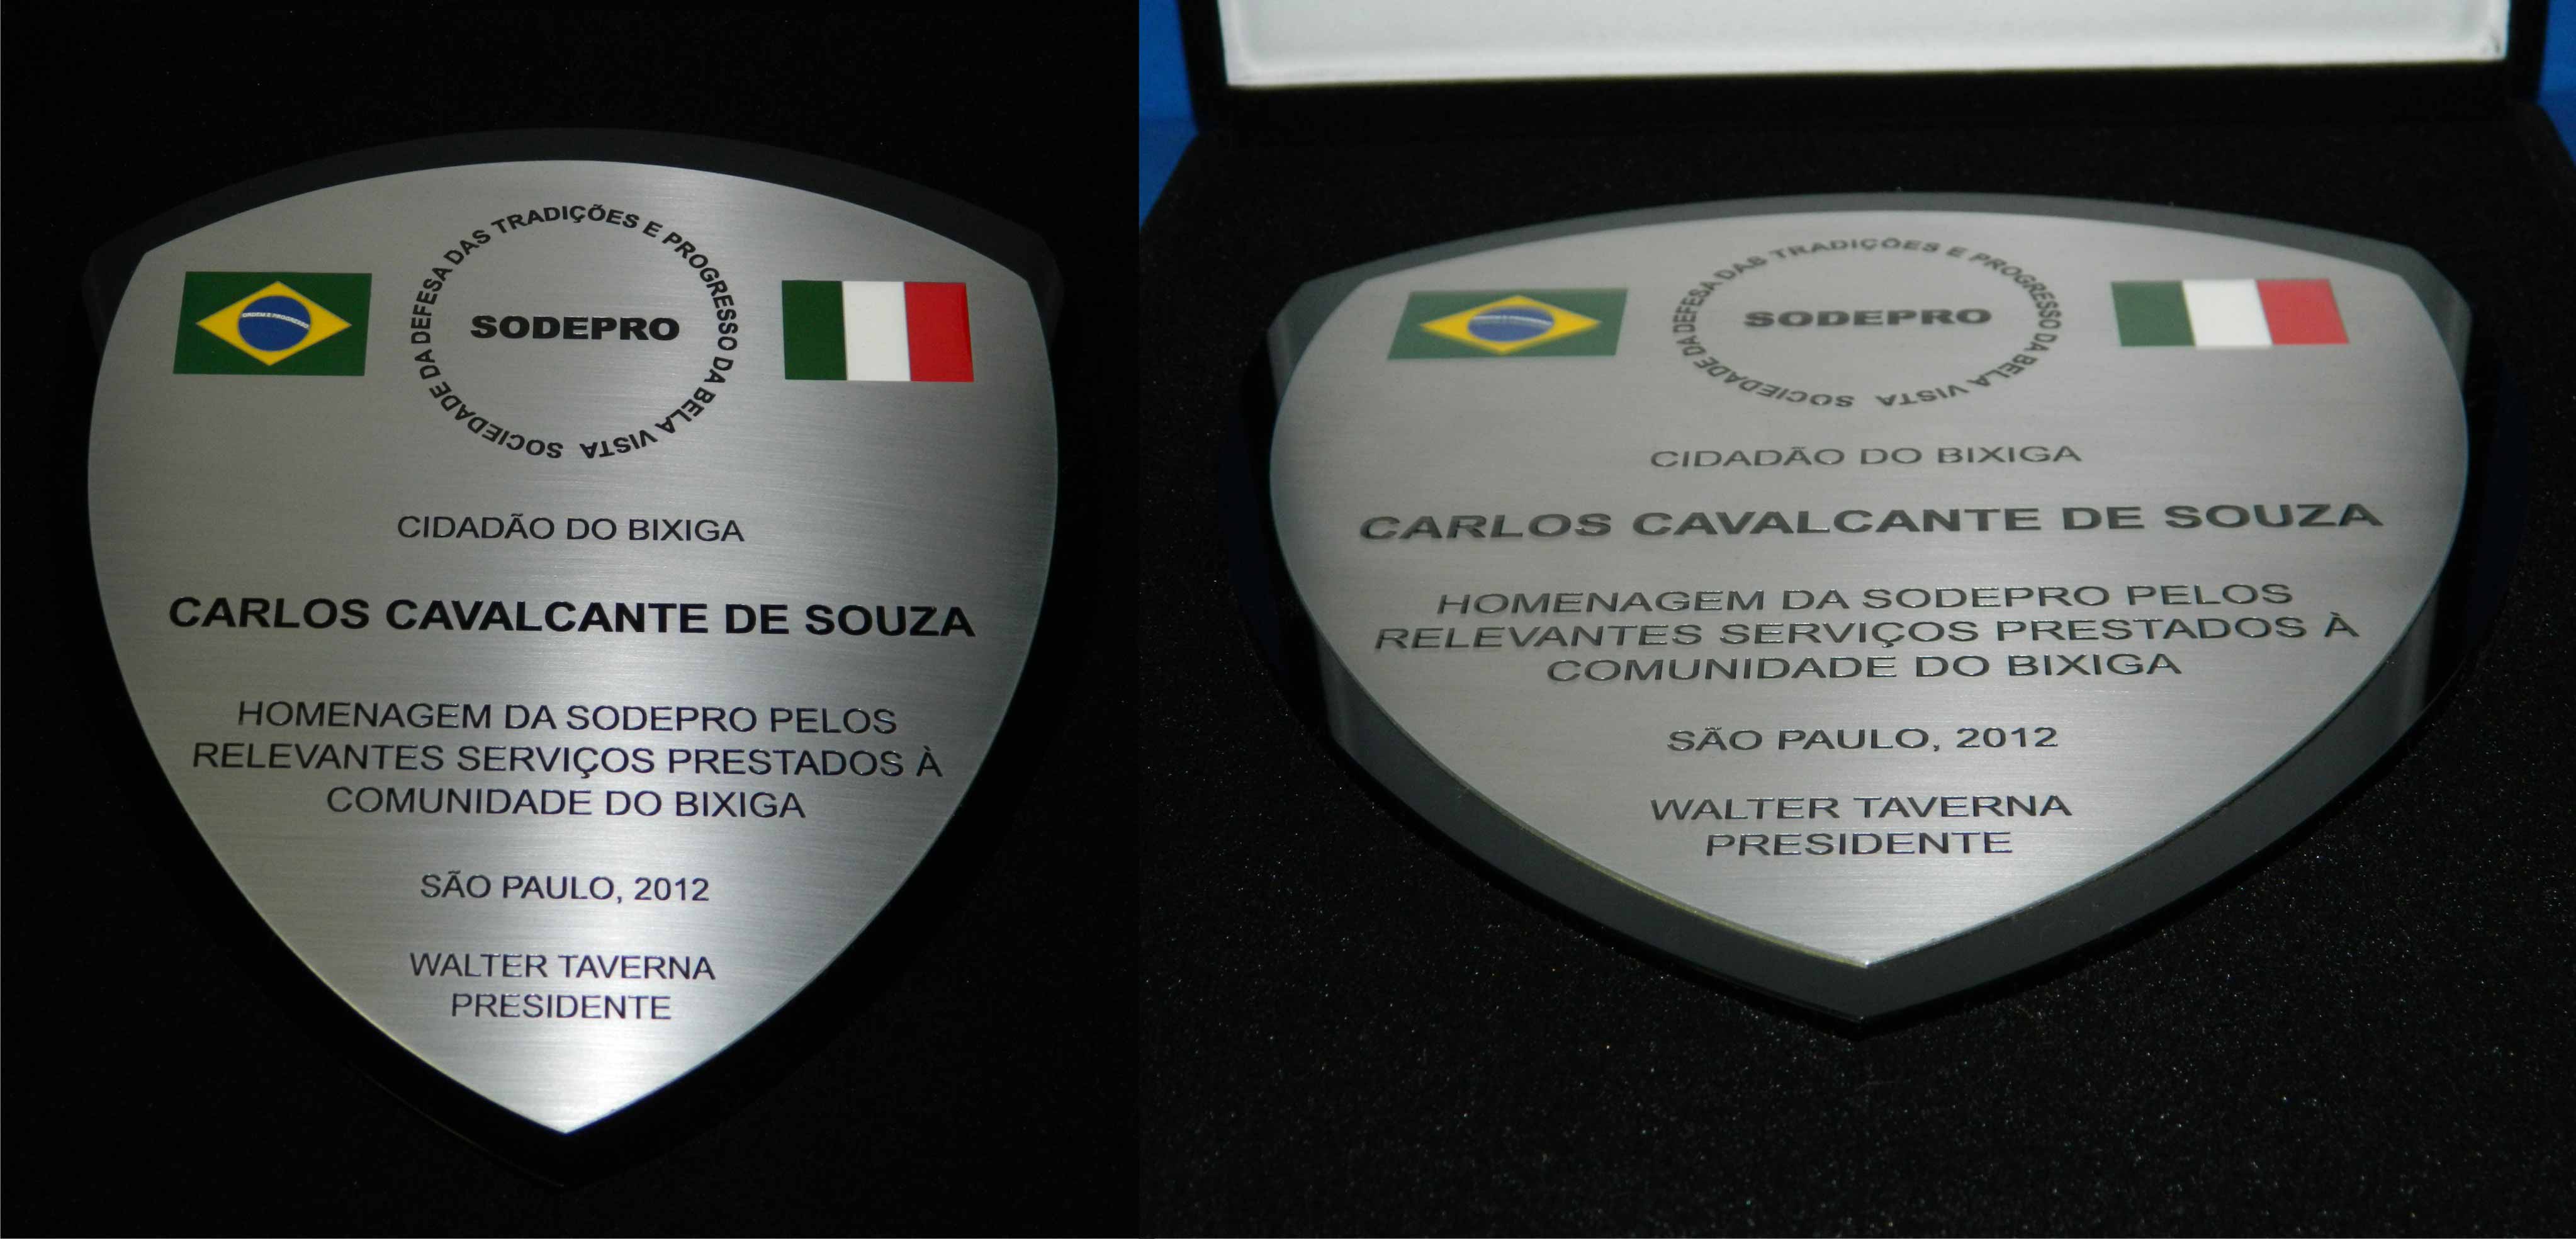 SOCIEDADE DA DEFESA DAS TRADIÇÕES E PROGRESSO DA BELA VISTA
SODEPRO
ORDEM E PROGRESSO
CIDADÃO DO BIXIGA
CARLOS CAVALCANTE DE SOUZA
HOMENAGEM DA SODEPRO PELOS
RELEVANTES SERVIÇOS PRESTADOS À
COMUNIDADE DO BIXIGA
SÃO PAULO, 2012
WALTER TAVERNA
PRESIDENTE
SOCIEDADE DA DEFESA DAS TRADIÇÕES E PROGRESSO DA BELA VISTA
SODEPRO
CIDADÃO DO BIXIGA
CARLOS CAVALCANTE DE SOUZA
HOMENAGEM DA SODEPRO PELOS
RELEVANTES SERVIÇOS PRESTADOS À
COMUNIDADE DO BIXIGA
SÃO PAULO, 2012
WALTER TAVERNA
PRESIDENTE